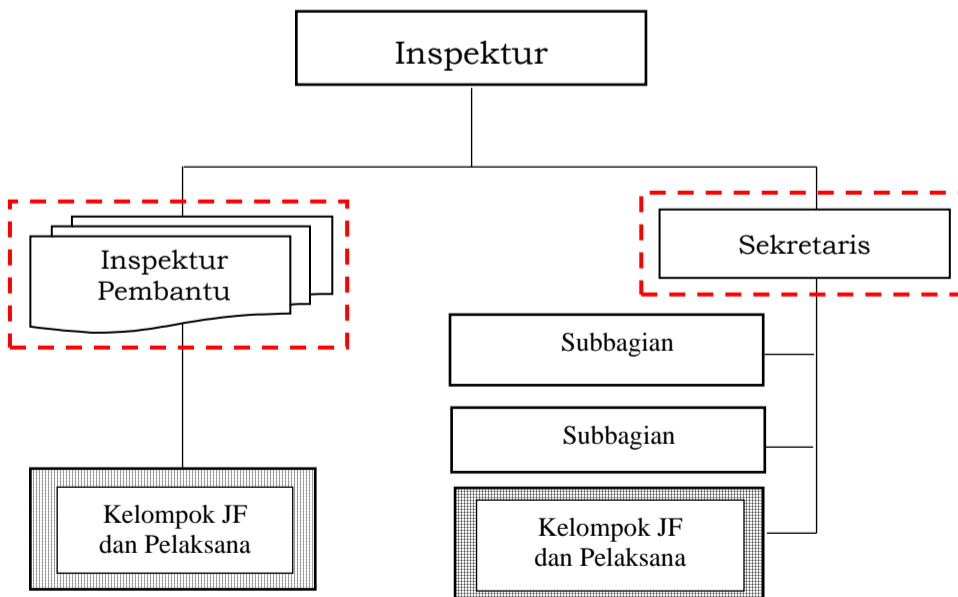 Inspektur
Inspektur
Pembantu
Sekretaris
Subbagian
Subbagian
Kelompok JF
dan Pelaksana
Kelompok JF
dan Pelaksana